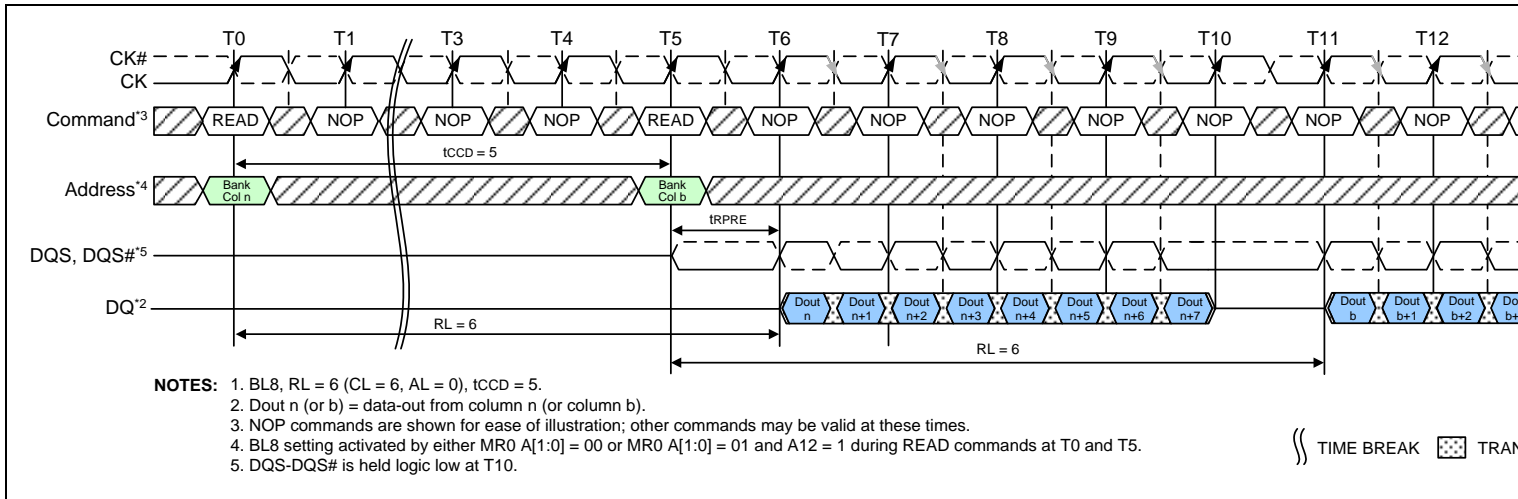 T0 T1 T3 T4 T5 T6 T7 T8 T9 T10 T11 T12
CK#
CK
Command*3 READ NOP NOP NOP READ NOP NOP NOP NOP NOP NOP NOP
tCCD = 5
Address*4 Bank Col n Bank Col b
tRPRE
DQS, DQS#*5
DQ*2 Dout n Dout n+1 Dout n+2 Dout n+3 Dout n+4 Dout n+5 Dout n+6 Dout n+7 Dout b Dout b+1 Dout b+2
RL = 6
RL = 6
NOTES: 1. BL8, RL = 6 (CL = 6, AL = 0), tCCD = 5.
2. Dout n (or b) = data-out from column n (or column b).
3. NOP commands are shown for ease of illustration; other commands may be valid at these times.
4. BL8 setting activated by either MR0 A[1:0] = 00 or MR0 A[1:0] = 01 and A12 = 1 during READ commands at T0 and T5.
5. DQS-DQS# is held logic low at T10.
TIME BREAK TRAN